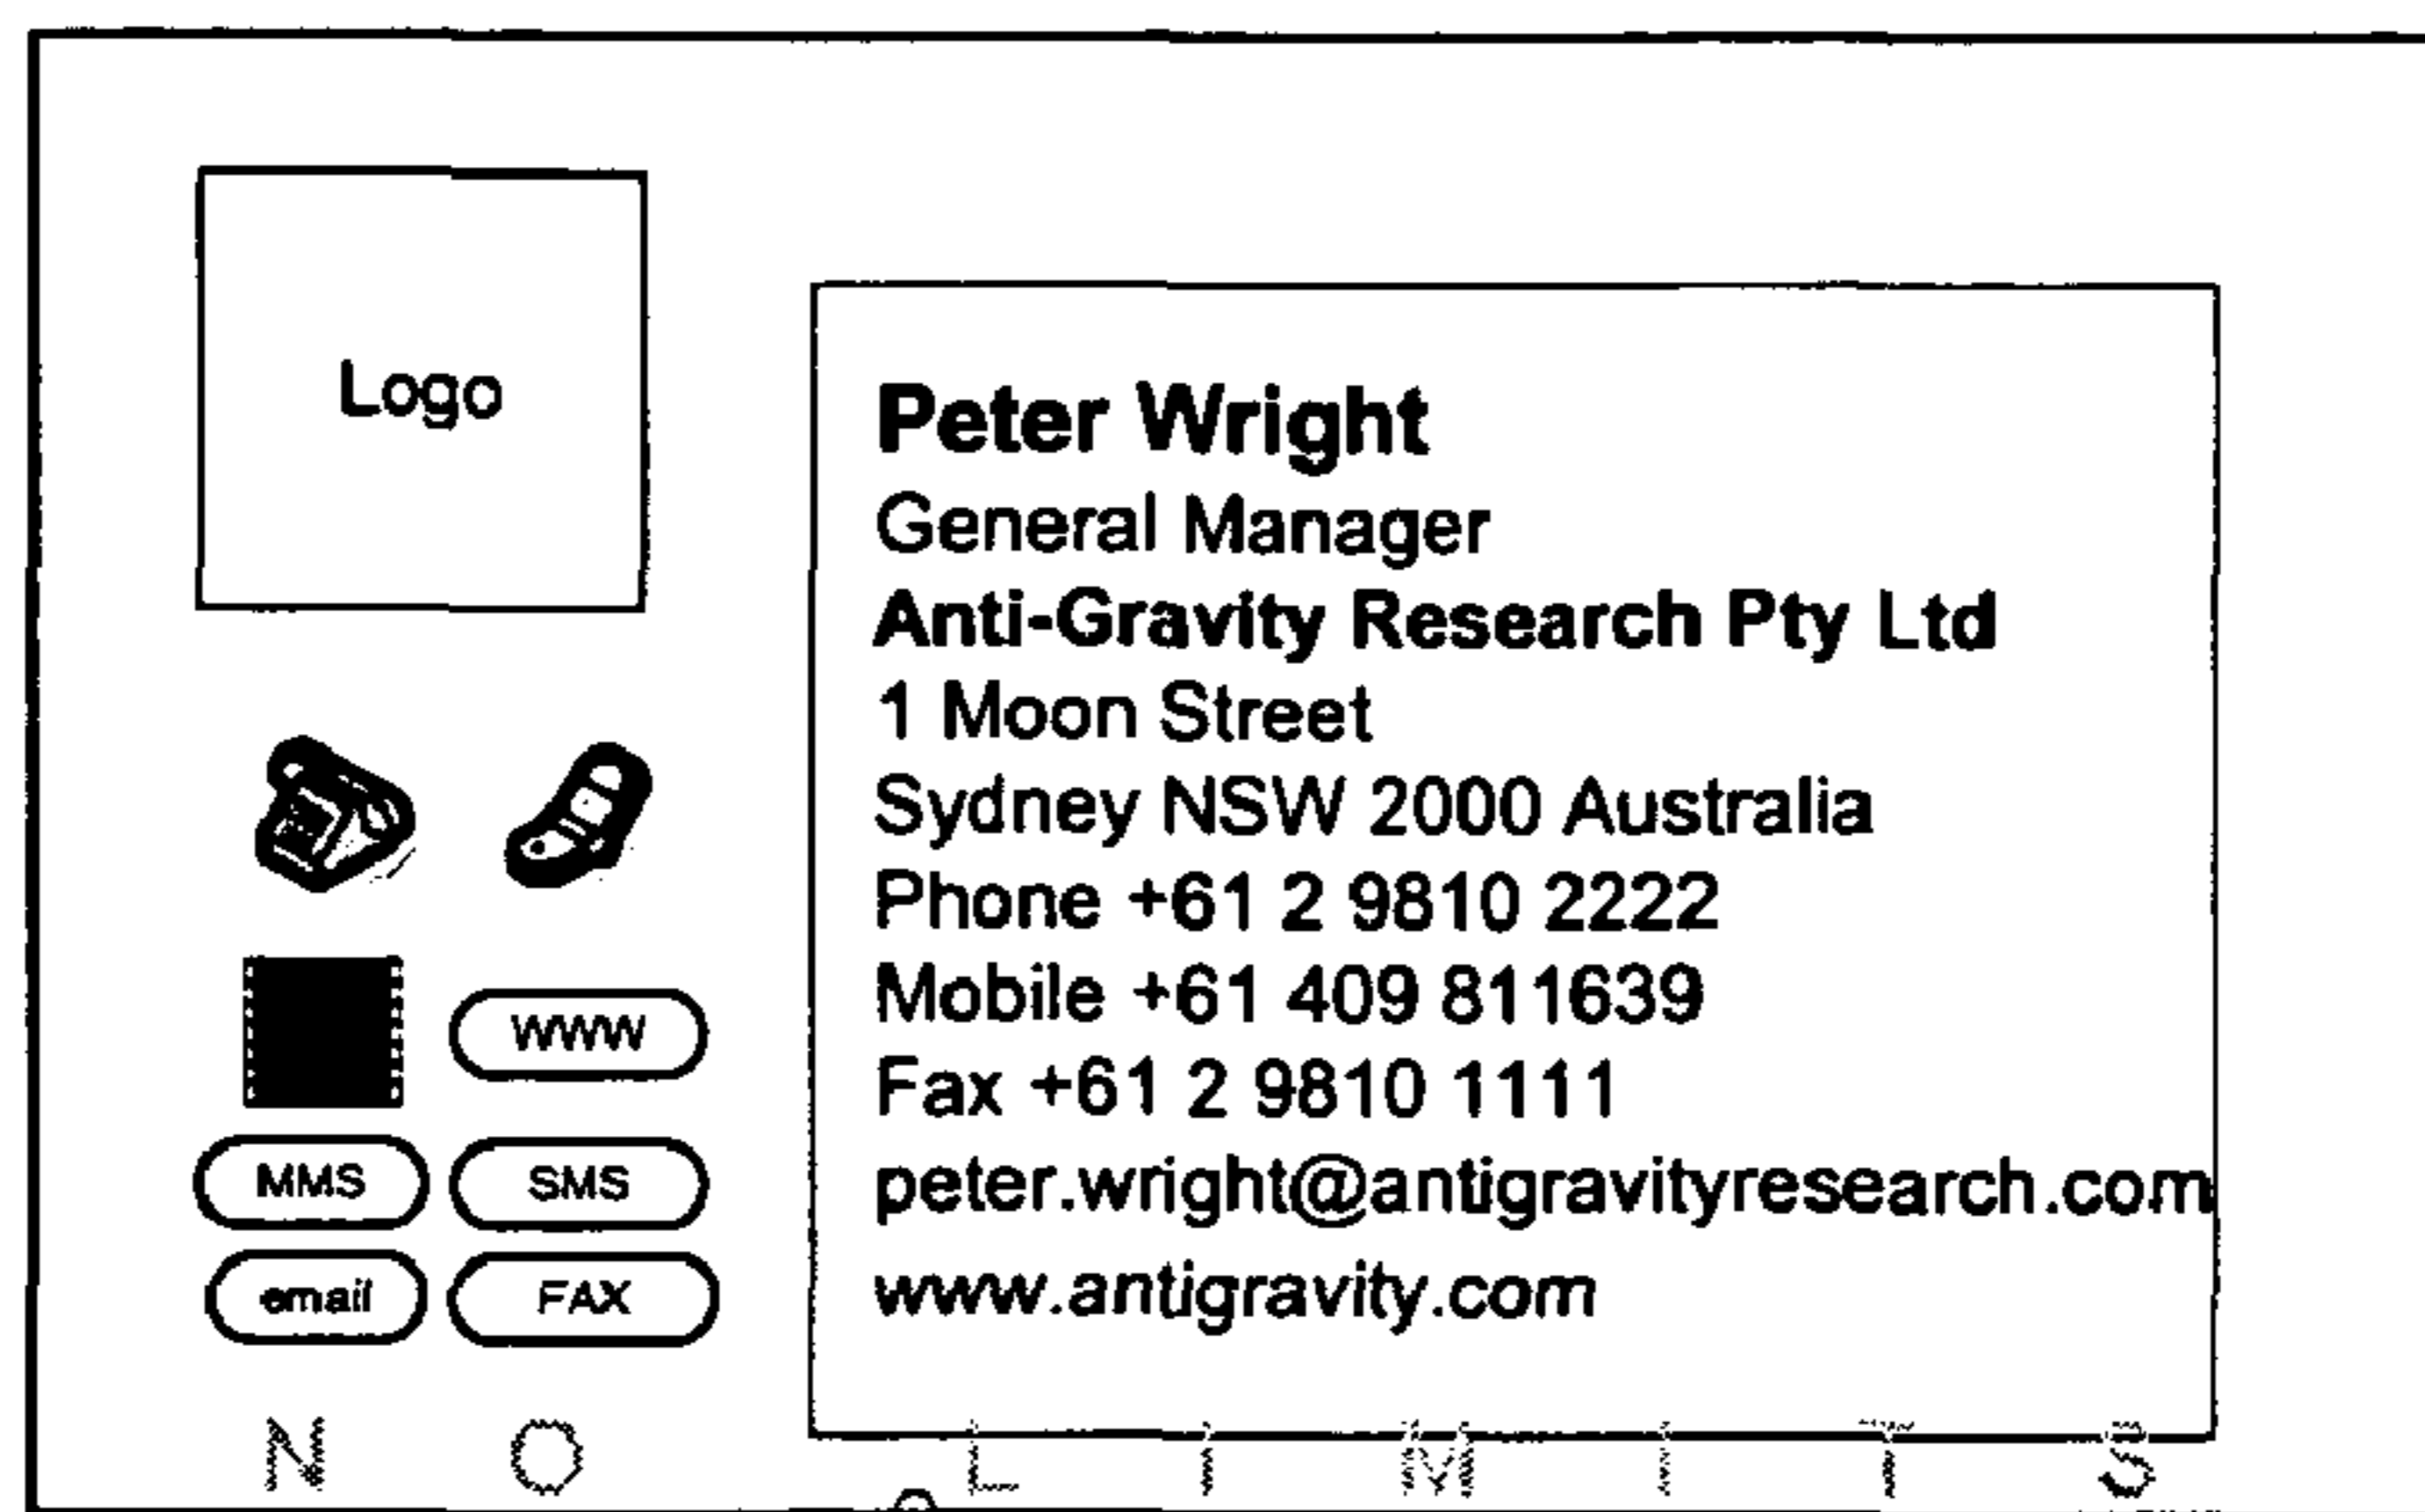 Logo
Peter Wright
General Manager
Anti-Gravity Research Pty Ltd
1 Moon Street
Sydney NSW 2000 Australia
Phone +61 2 9810 2222
Mobile +61 409 811639
Fax +61 2 9810 1111
peter.wright@antigravityresearch.com
www.antigravity.com
WWW
MMS SMS
email FAX
N O L I M I T S